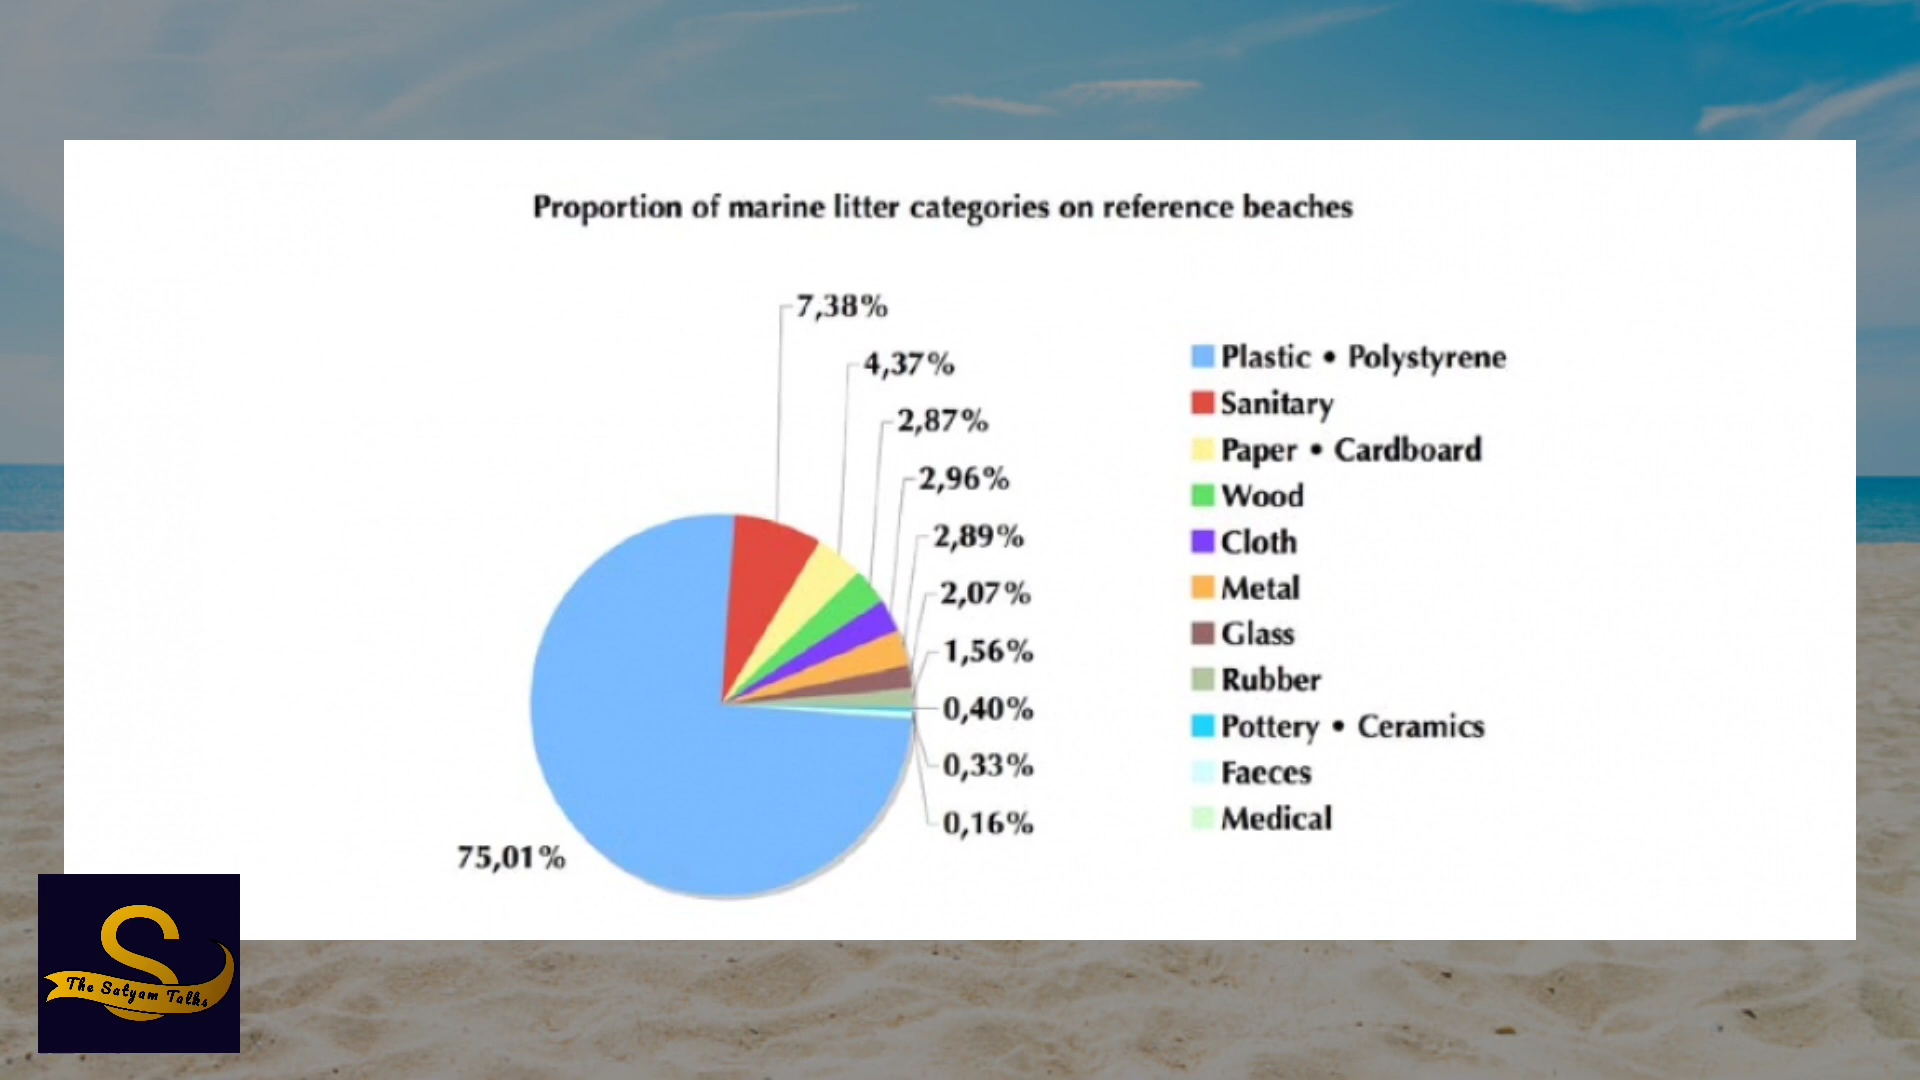 Proportion of marine litter categories on reference beaches
7,38%
4,37%
2,87%
2,96%
2,89%
2,07%
1,56%
0,40%
0,33%
0,16%
75,01%
Plastic • Polystyrene
Sanitary
Paper • Cardboard
Wood
Cloth
Metal
Glass
Rubber
Pottery • Ceramics
Faeces
Medical
S
The Satyam Talks